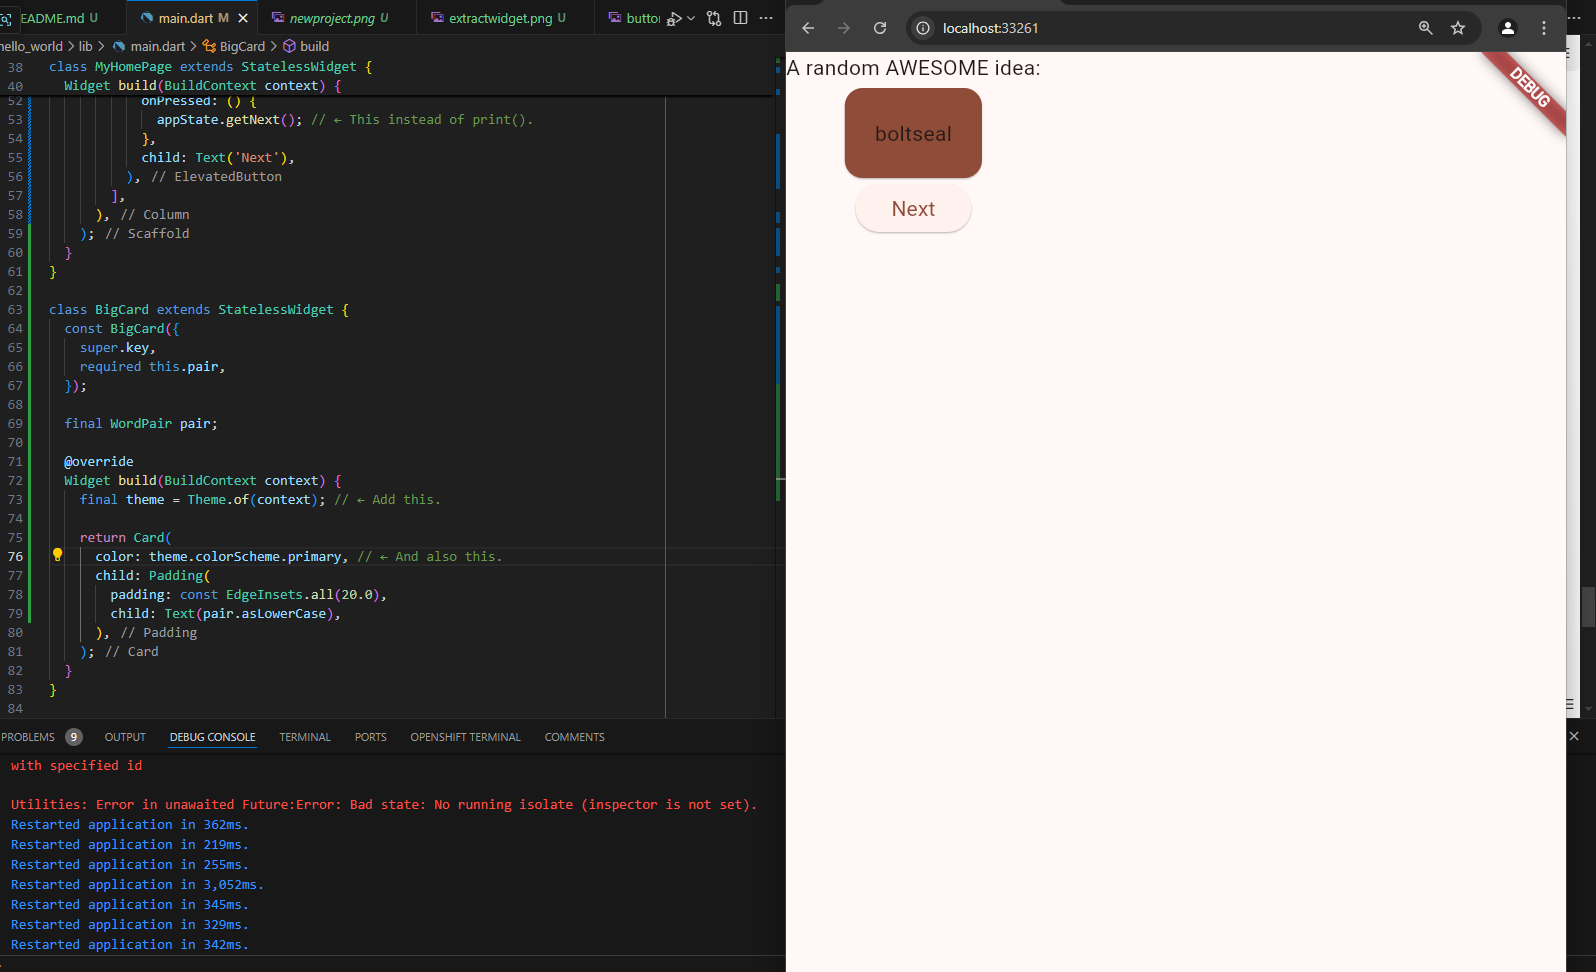 EADME.md U
main.dart M
newproject.png U
extractwidget.png U
butto
ello_world > lib > main.dart > BigCard > build
38 class MyHomePage extends StatelessWidget {
40 Widget build(BuildContext context) {
52 onPressed: () {
53 appState.getNext(); // ← This instead of print().
54 },
55 child: Text('Next'),
56 ), // ElevatedButton
57 ],
58 ), // Column
59 ); // Scaffold
60 }
61 }
62
63 class BigCard extends StatelessWidget {
64 const BigCard({
65 super.key,
66 required this.pair,
67 });
68
69 final WordPair pair;
70
71 @override
72 Widget build(BuildContext context) {
73 final theme = Theme.of(context); // ← Add this.
74
75 return Card(
76 color: theme.colorScheme.primary, // ← And also this.
77 child: Padding(
78 padding: const EdgeInsets.all(20.0),
79 child: Text(pair.asLowerCase),
80 ), // Padding
81 ); // Card
82 }
83 }
84
PROBLEMS 9 OUTPUT DEBUG CONSOLE TERMINAL PORTS OPENSHIFT TERMINAL COMMENTS
with specified id
Utilities: Error in unawaited Future:Error: Bad state: No running isolate (inspector is not set).
Restarted application in 362ms.
Restarted application in 219ms.
Restarted application in 255ms.
Restarted application in 3,052ms.
Restarted application in 345ms.
Restarted application in 329ms.
Restarted application in 342ms.
localhost:33261
A random AWESOME idea:
DEBUG
boltseal
Next